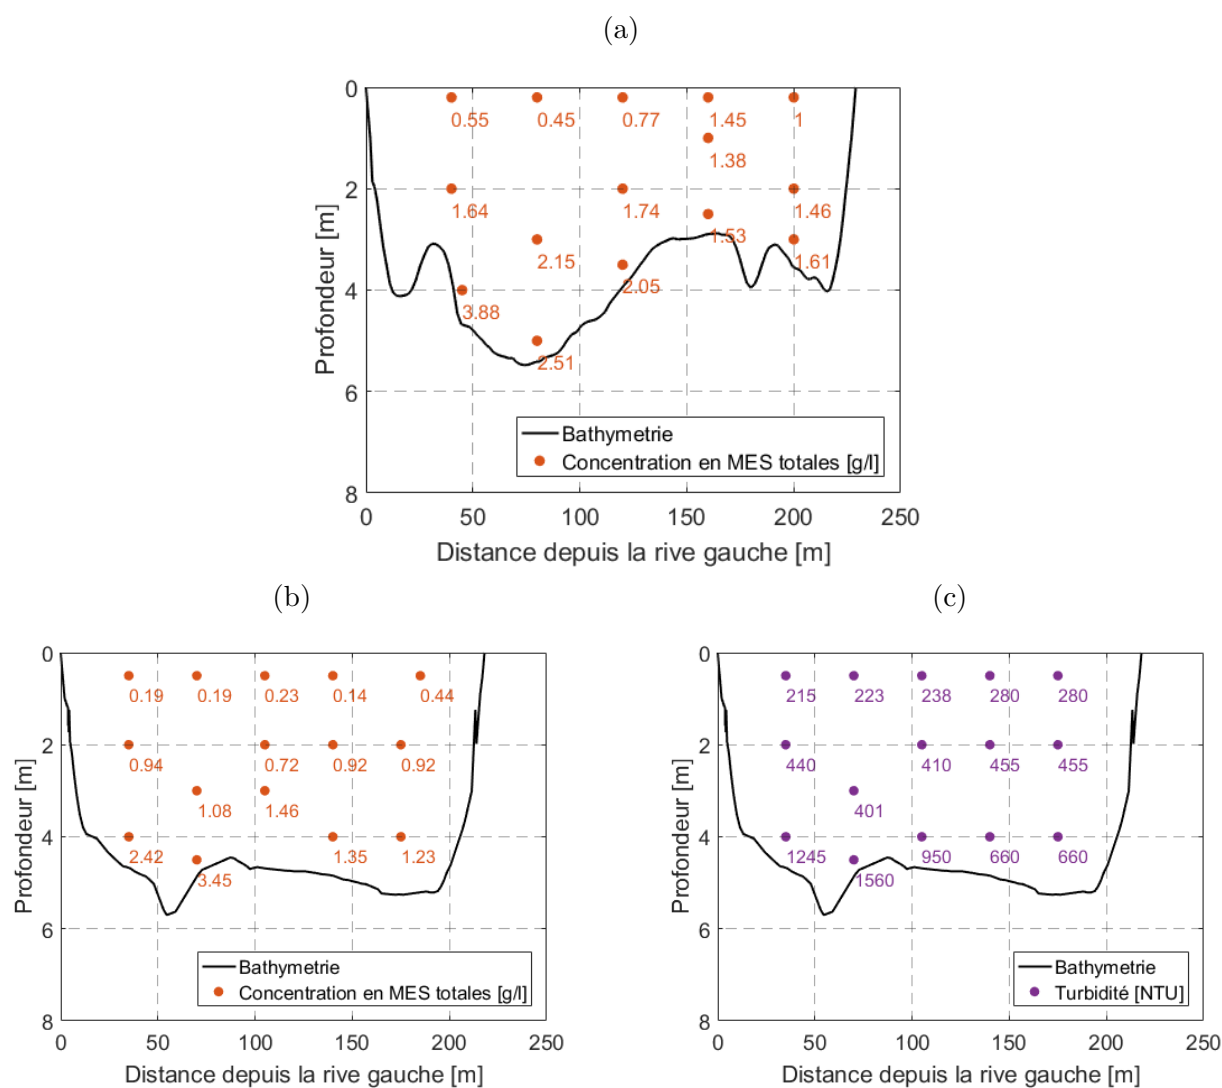 (a)
0
0.55 0.45 0.77 1.45 1
1.38
2
1.64 1.74 1.46
1.53
2.15 1.61
4
2.05
3.88
2.51
6
8
Profondeur [m]
Bathymetrie
Concentration en MES totales [g/l]
0 50 100 150 200 250
Distance depuis la rive gauche [m]
(b)
0
0.19 0.19 0.23 0.14 0.44
2
0.94 0.72 0.92 0.92
1.08 1.46
4
2.42 1.35 1.23
3.45
6
8
Profondeur [m]
Bathymetrie
Concentration en MES totales [g/l]
0 50 100 150 200 250
Distance depuis la rive gauche [m]
(c)
0
215 223 238 280 280
2
440 410 455 455
401
4
1245 950 660 660
1560
6
8
Profondeur [m]
Bathymetrie
Turbidité [NTU]
0 50 100 150 200 250
Distance depuis la rive gauche [m]